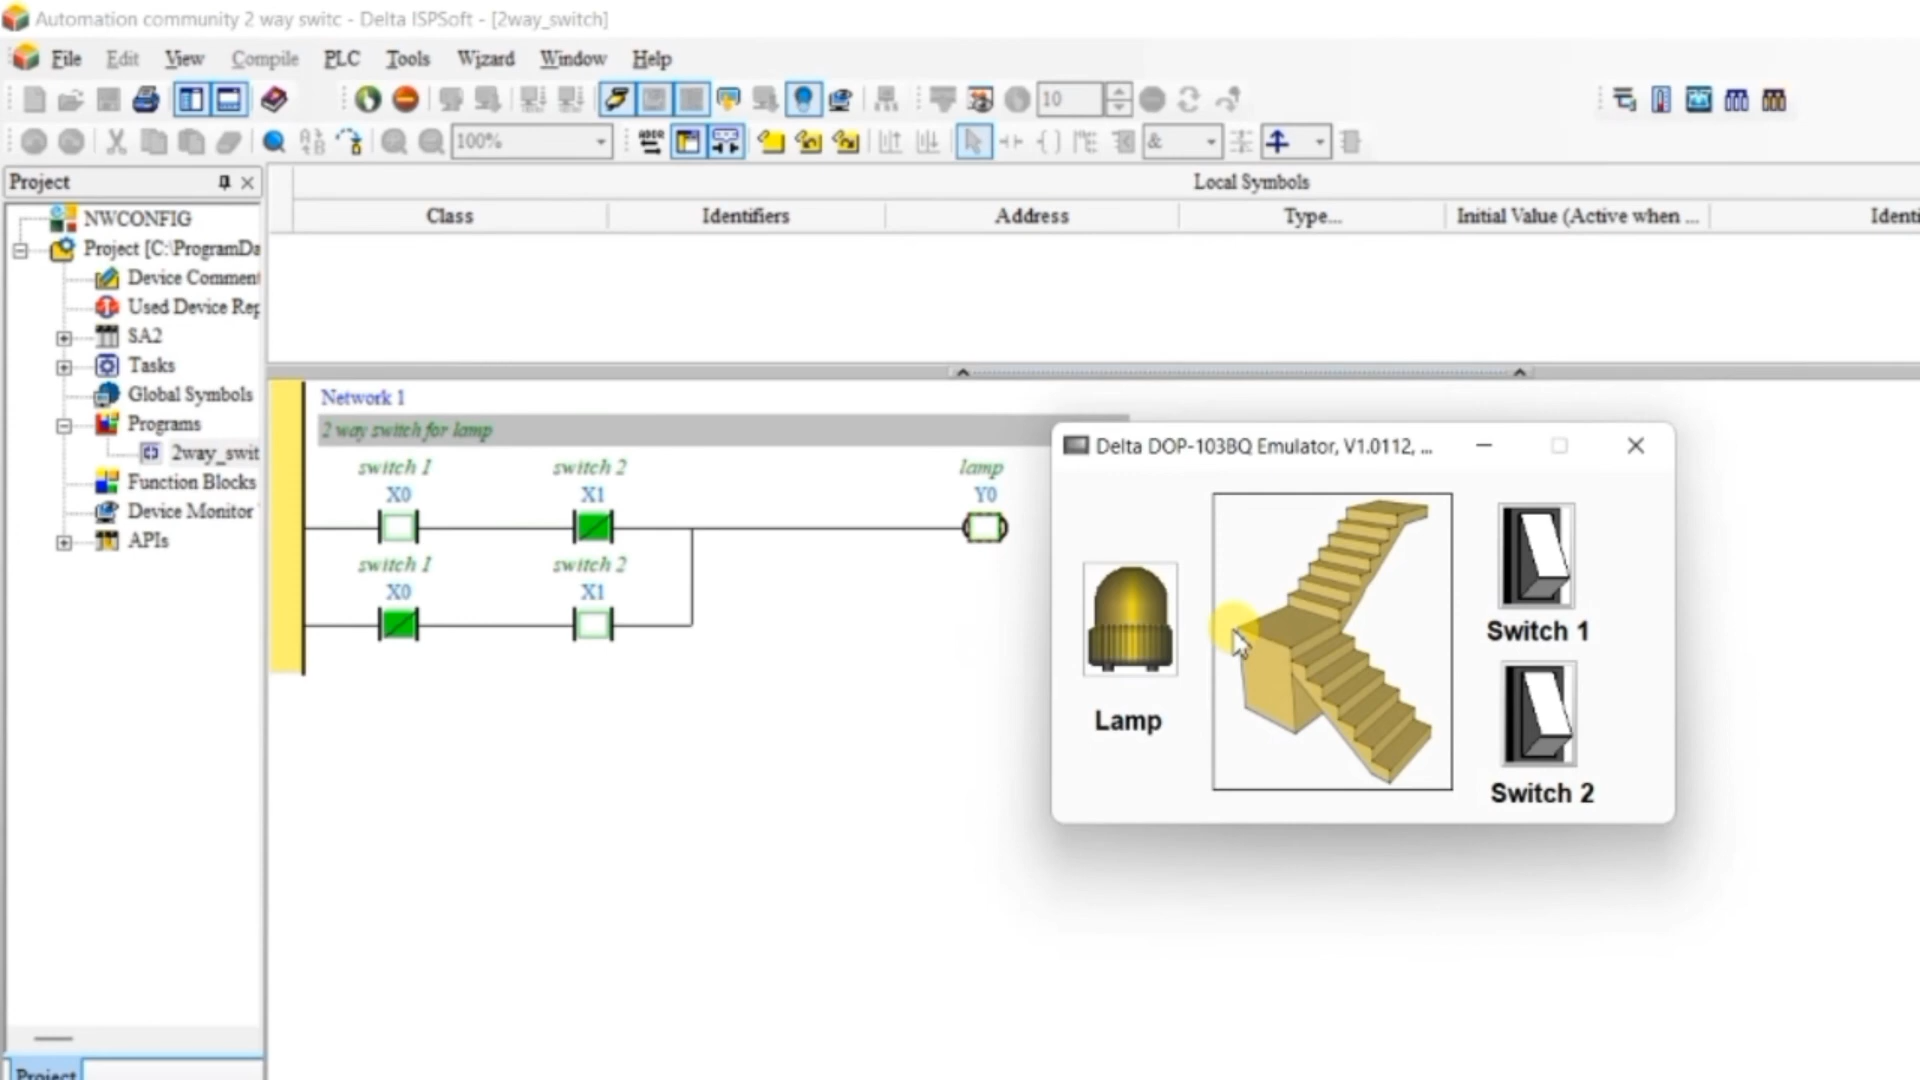 Automation community 2 way switc - Delta ISPSoft - [2way_switch]
File Edit View Compile PLC Tools Wizard Window Help
10
100%
ADDR
&
Project
NWCONFIG
Project [C:\ProgramDa
Device Comment
Used Device Rep
SA2
Tasks
Global Symbols
Programs
2way_swit
Function Blocks
Device Monitor
APIs
Project
Local Symbols
Class Identifiers Address Type... Initial Value (Active when ... Identi
Network 1
2 way switch for lamp
switch 1 switch 2 lamp
X0 X1 Y0
switch 1 switch 2
X0 X1
Delta DOP-103BQ Emulator, V1.0112, ...
Lamp
Switch 1
Switch 2